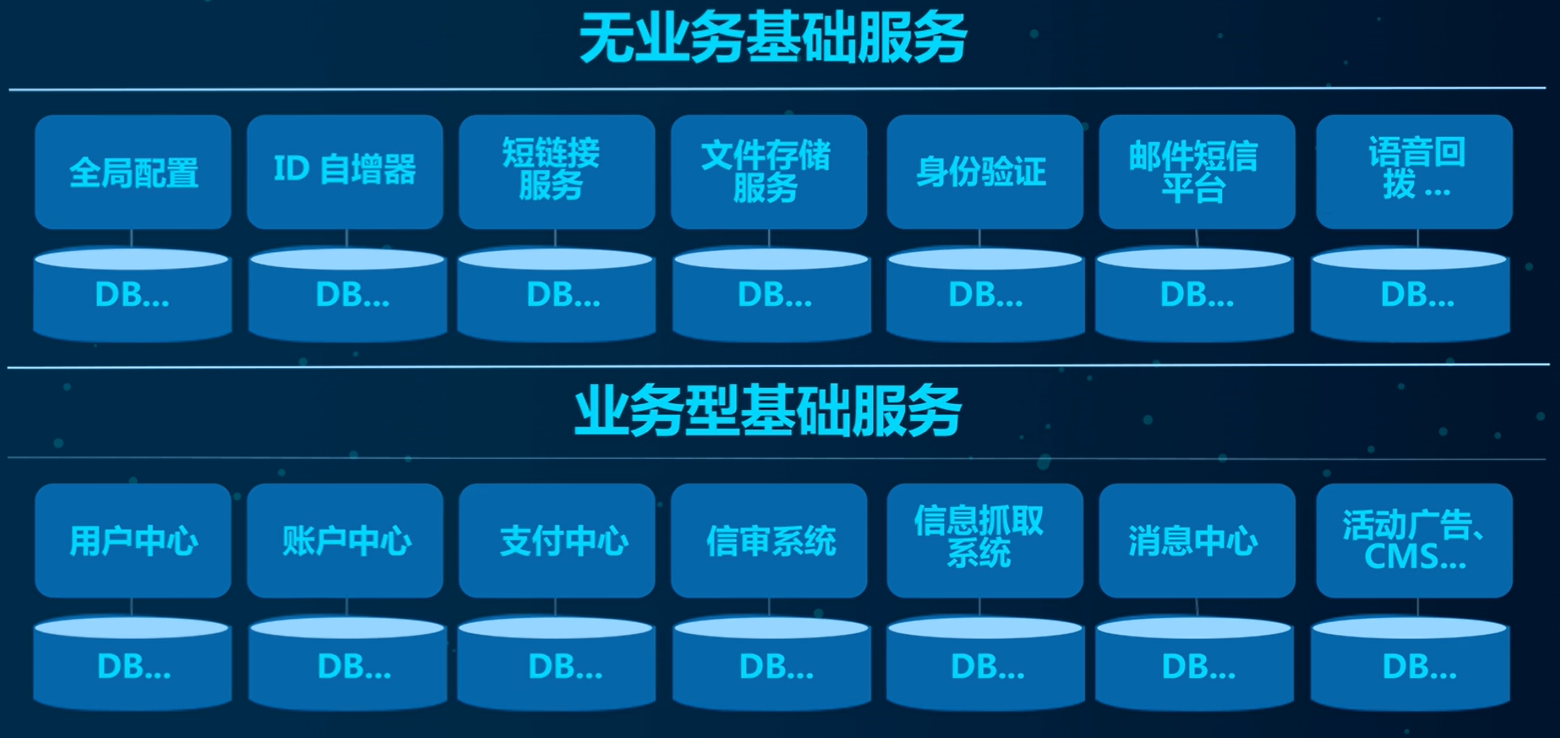 无业务基础服务
全局配置
ID 自增器
短链接
服务
文件存储
服务
身份验证
邮件短信
平台
语音回
拨 ...
DB...
DB...
DB...
DB...
DB...
DB...
DB...
业务型基础服务
用户中心
账户中心
支付中心
信审系统
信息抓取
系统
消息中心
活动广告、
CMS...
DB...
DB...
DB...
DB...
DB...
DB...
DB...